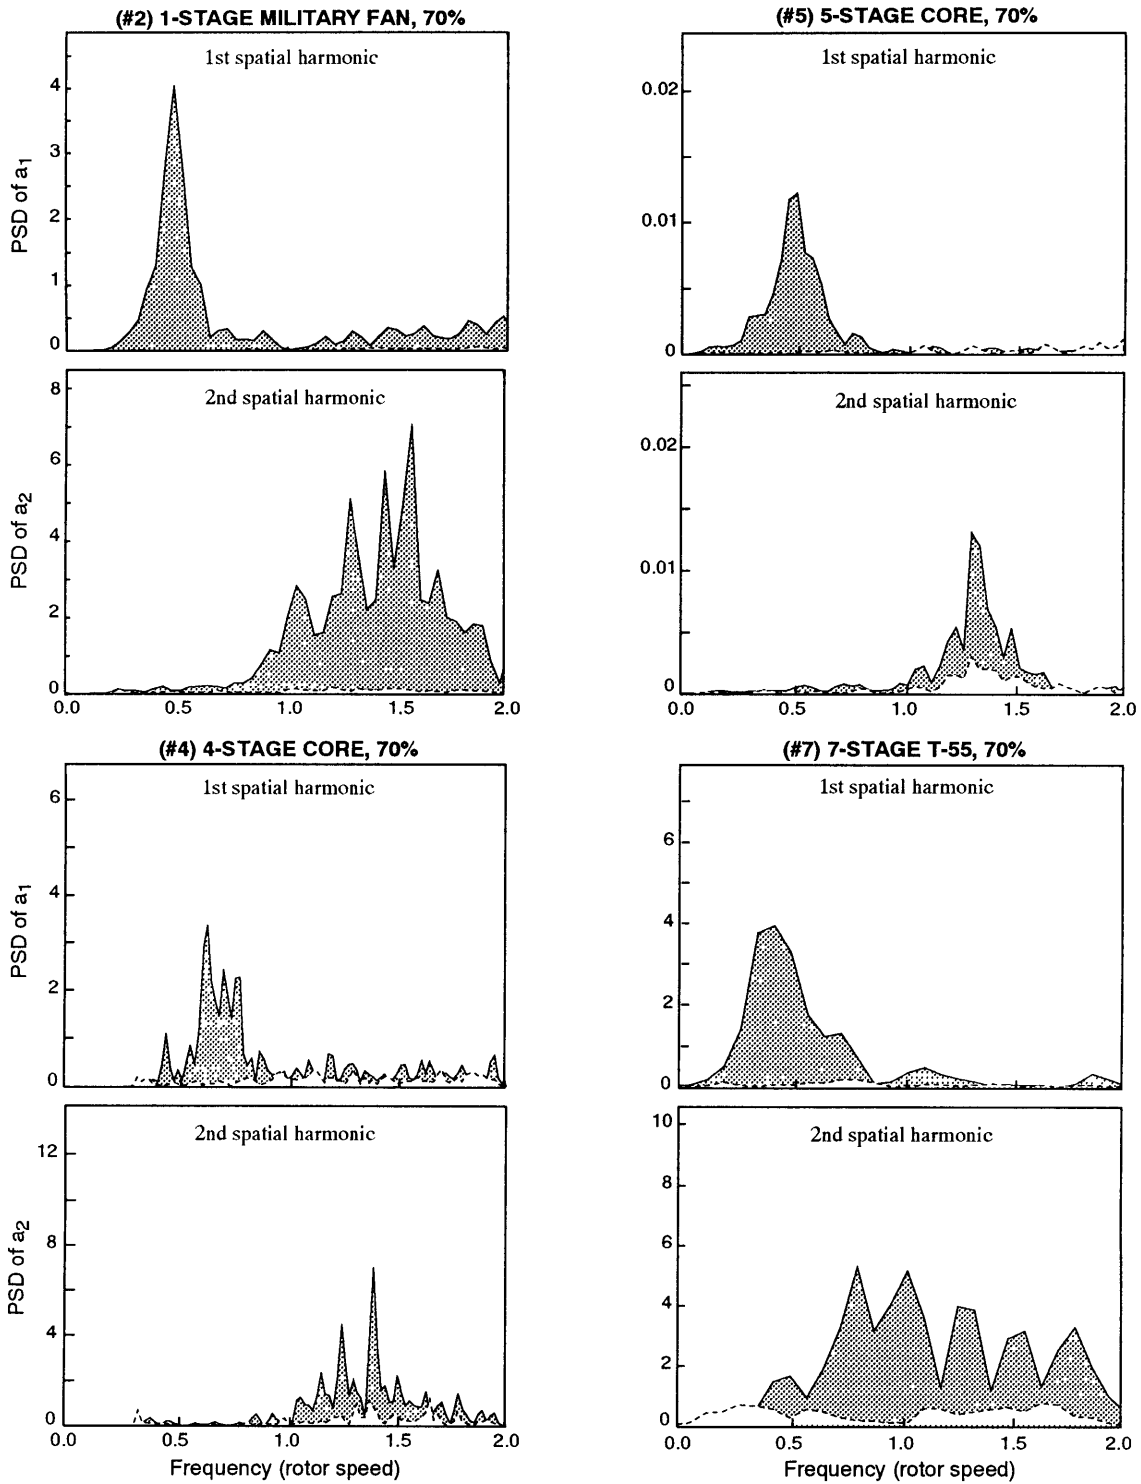 (#2) 1-STAGE MILITARY FAN, 70%
1st spatial harmonic
PSD of a1
4
3
2
1
0
2nd spatial harmonic
PSD of a2
8
6
4
2
0
0.0 0.5 1.0 1.5 2.0
(#5) 5-STAGE CORE, 70%
1st spatial harmonic
0.02
0.01
0
2nd spatial harmonic
0.02
0.01
0
0.0 0.5 1.0 1.5 2.0
(#4) 4-STAGE CORE, 70%
1st spatial harmonic
PSD of a1
6
4
2
0
2nd spatial harmonic
PSD of a2
12
8
4
0
0.0 0.5 1.0 1.5 2.0
Frequency (rotor speed)
(#7) 7-STAGE T-55, 70%
1st spatial harmonic
6
4
2
0
2nd spatial harmonic
10
8
6
4
2
0
0.0 0.5 1.0 1.5 2.0
Frequency (rotor speed)